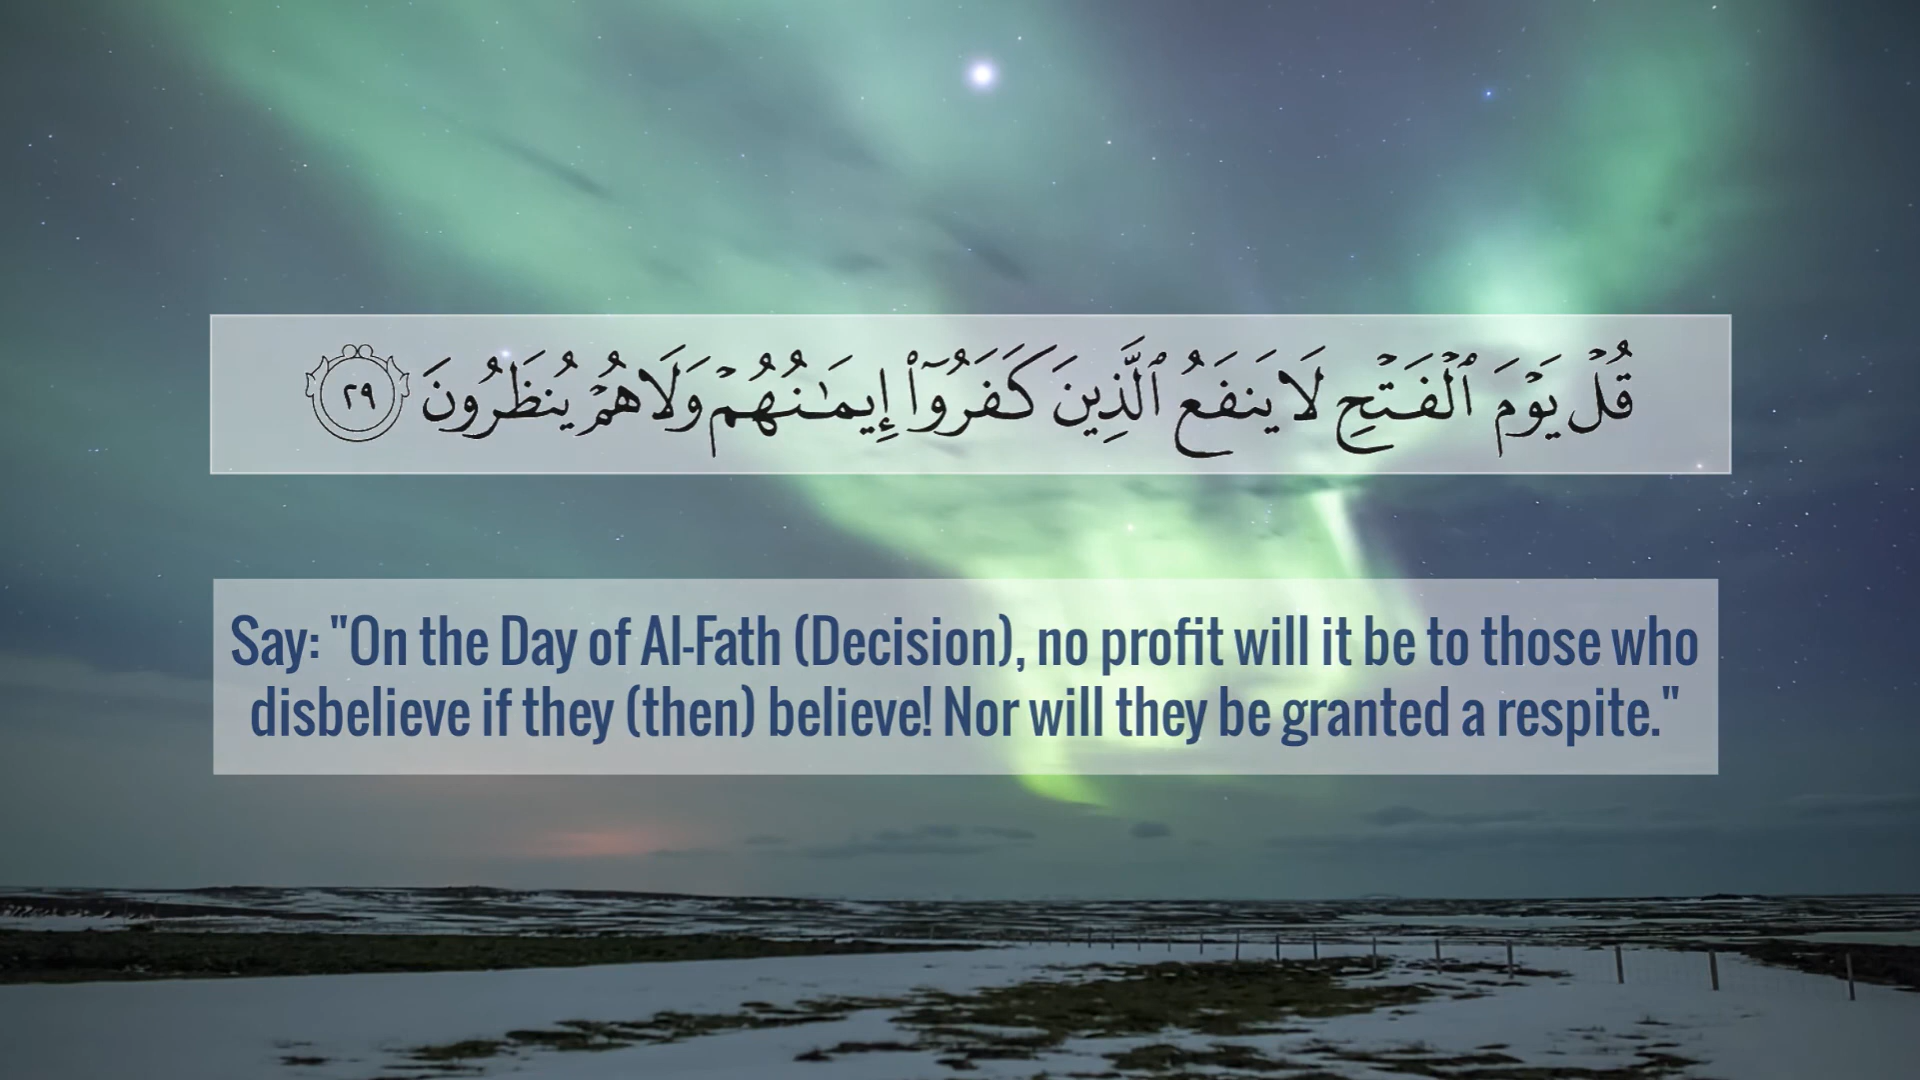 قُلْ يَوْمَ ٱلْفَتْحِ لَا يَنفَعُ ٱلَّذِينَ كَفَرُوٓا۟ إِيمَـٰنُهُمْ وَلَا هُمْ يُنظَرُونَ ٢٩
Say: "On the Day of Al-Fath (Decision), no profit will it be to those who
disbelieve if they (then) believe! Nor will they be granted a respite."